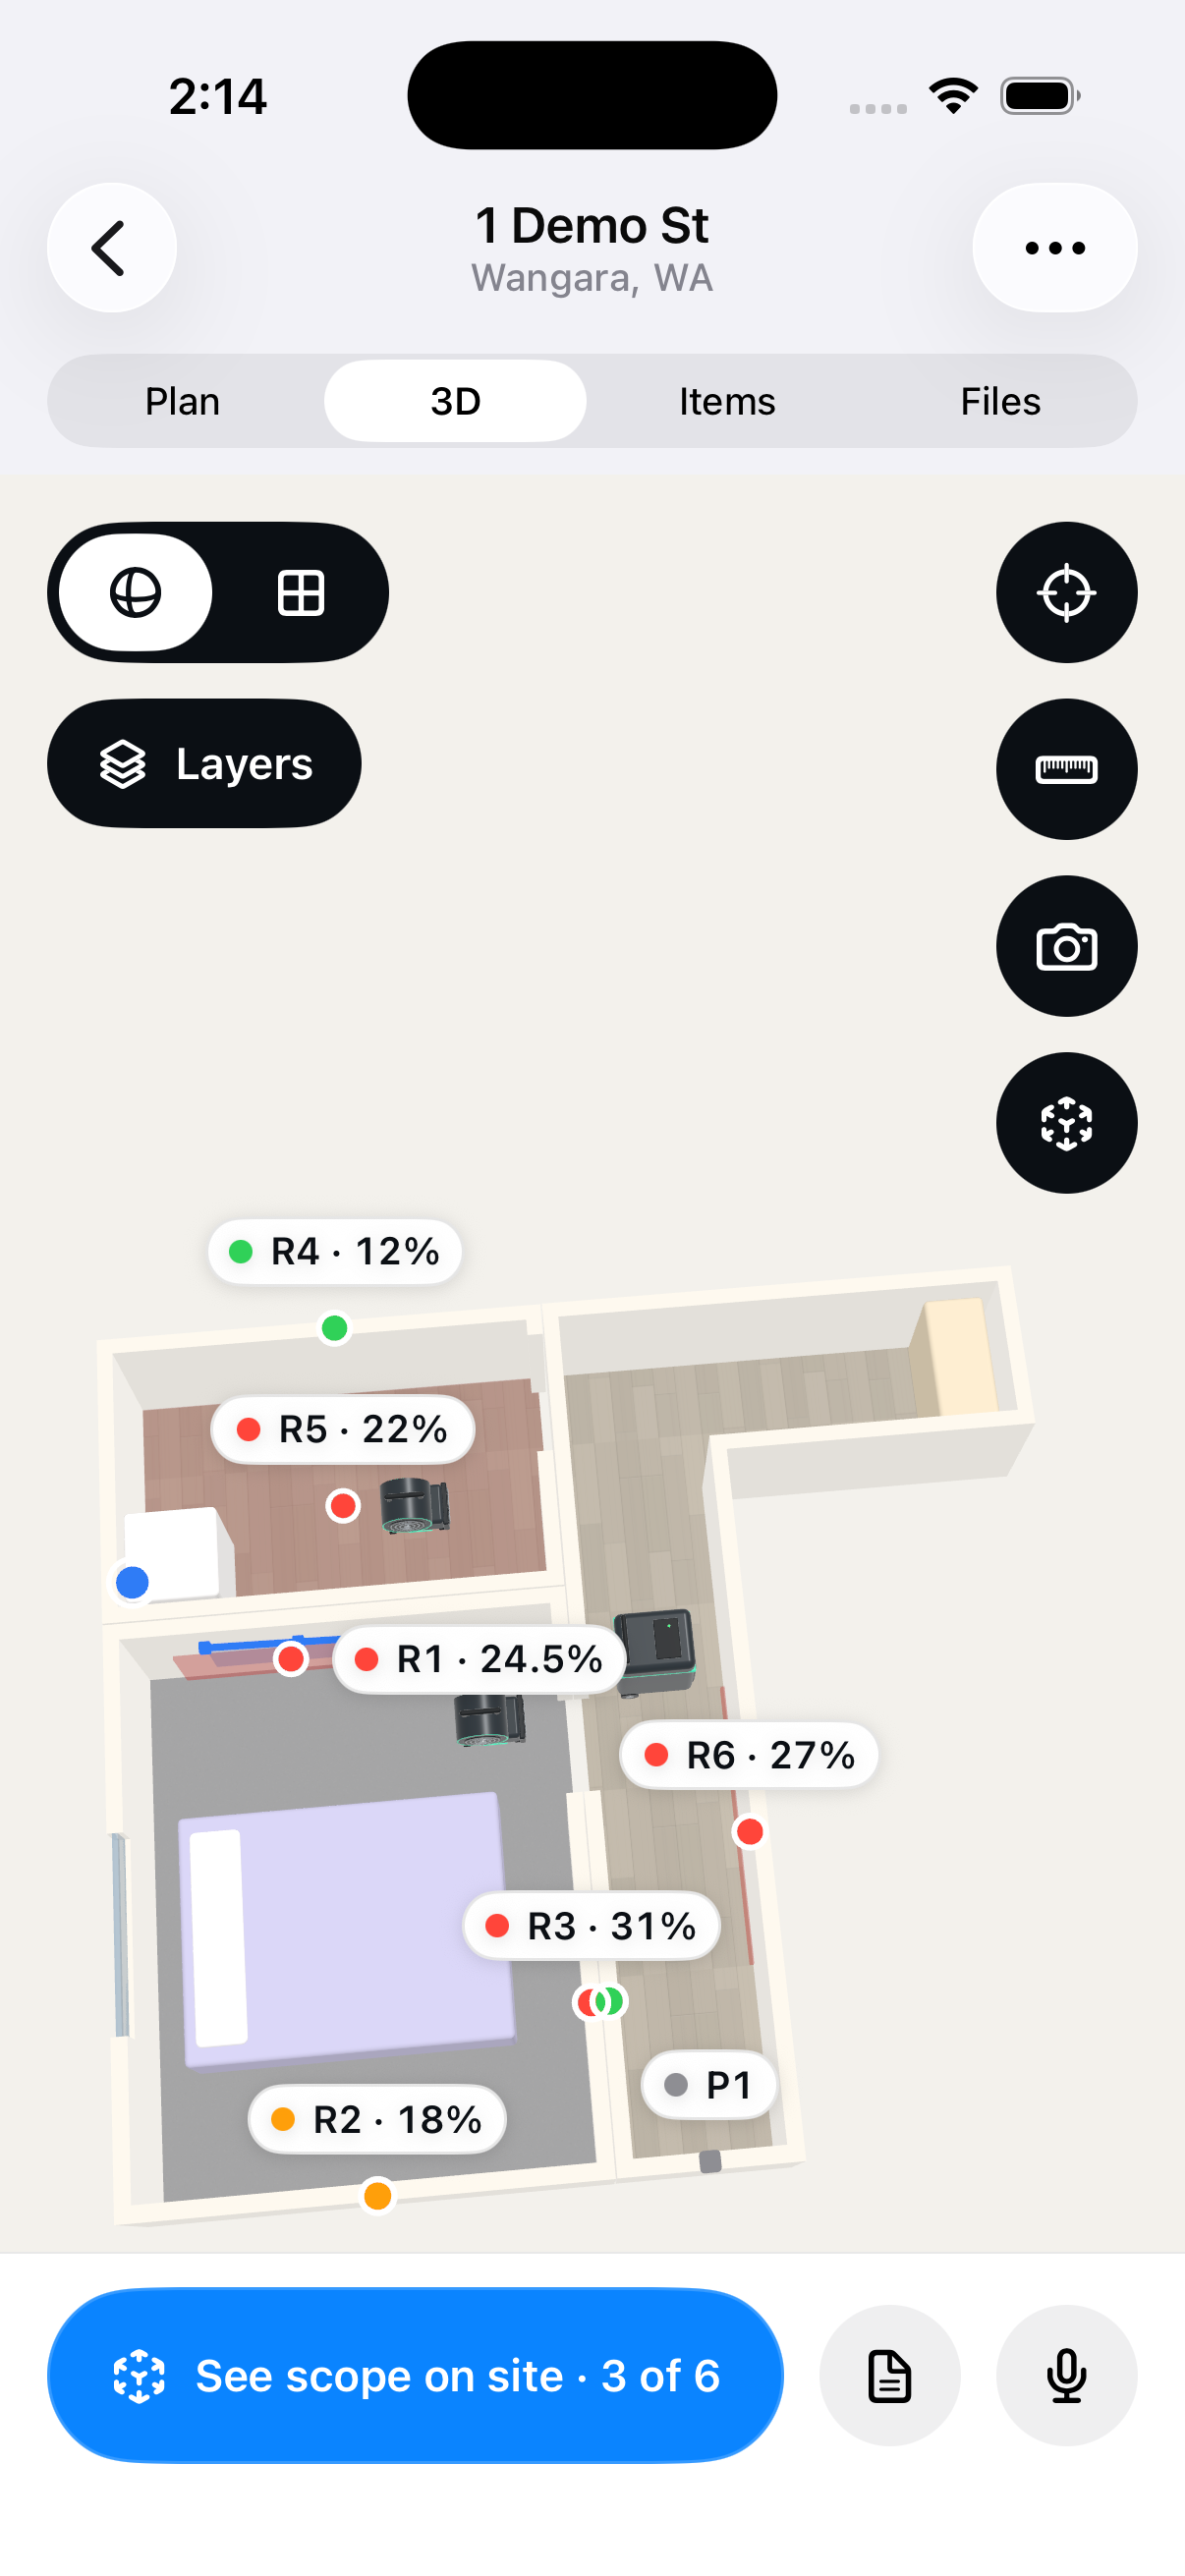 2:14
1 Demo St
Wangara, WA
Plan
3D
Items
Files
Layers
R4 · 12%
R5 · 22%
R1 · 24.5%
R6 · 27%
R3 · 31%
P1
R2 · 18%
See scope on site · 3 of 6